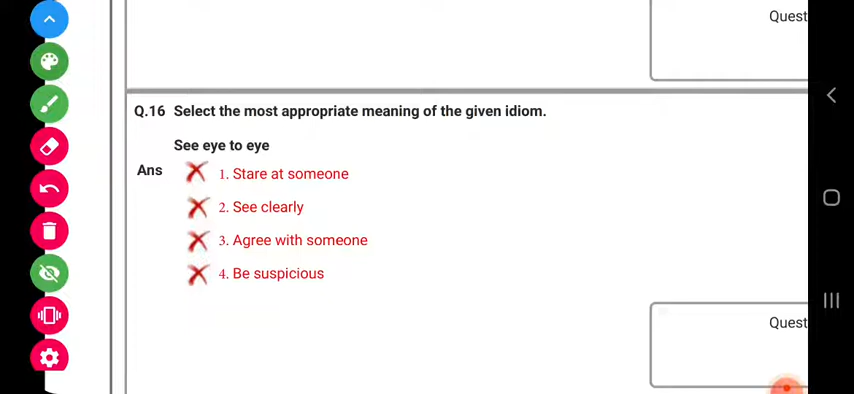 Quest
Q.16 Select the most appropriate meaning of the given idiom.
See eye to eye
Ans 1. Stare at someone
2. See clearly
3. Agree with someone
4. Be suspicious
Quest